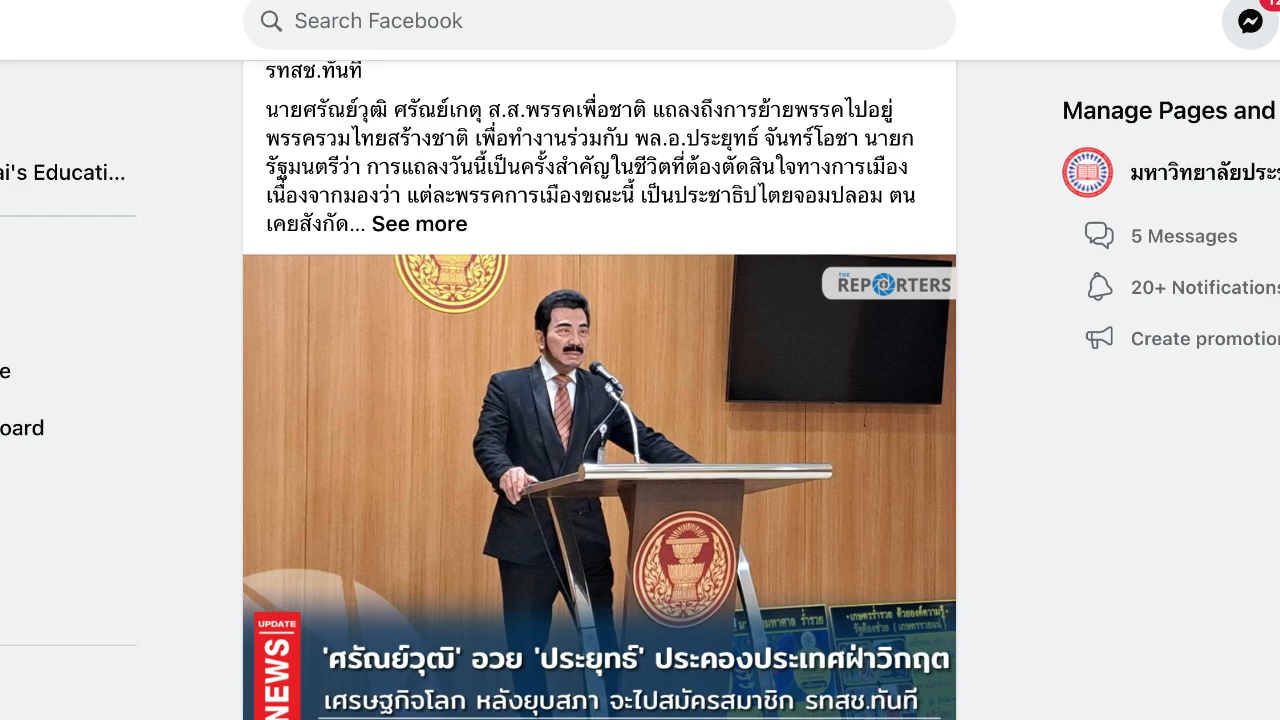 Search Facebook
รทสช.ทันที
นายศรัณย์วุฒิ ศรัณย์เกตุ ส.ส.พรรคเพื่อชาติ แถลงถึงการย้ายพรรคไปอยู่
พรรครวมไทยสร้างชาติ เพื่อทำงานร่วมกับ พล.อ.ประยุทธ์ จันทร์โอชา นายก
รัฐมนตรีว่า การแถลงวันนี้เป็นครั้งสำคัญในชีวิตที่ต้องตัดสินใจทางการเมือง
เนื่องจากมองว่า แต่ละพรรคการเมืองขณะนี้ เป็นประชาธิปไตยจอมปลอม ตน
เคยสังกัด... See more
ai's Educati...
e
oard
THE
REPORTERS
UPDATE
NEWS
'ศรัณย์วุฒิ' อวย 'ประยุทธ์' ประคองประเทศฝ่าวิกฤต
เศรษฐกิจโลก หลังยุบสภา จะไปสมัครสมาชิก รทสช.ทันที
Manage Pages and
มหาวิทยาลัยประช
5 Messages
20+ Notifications
Create promotion